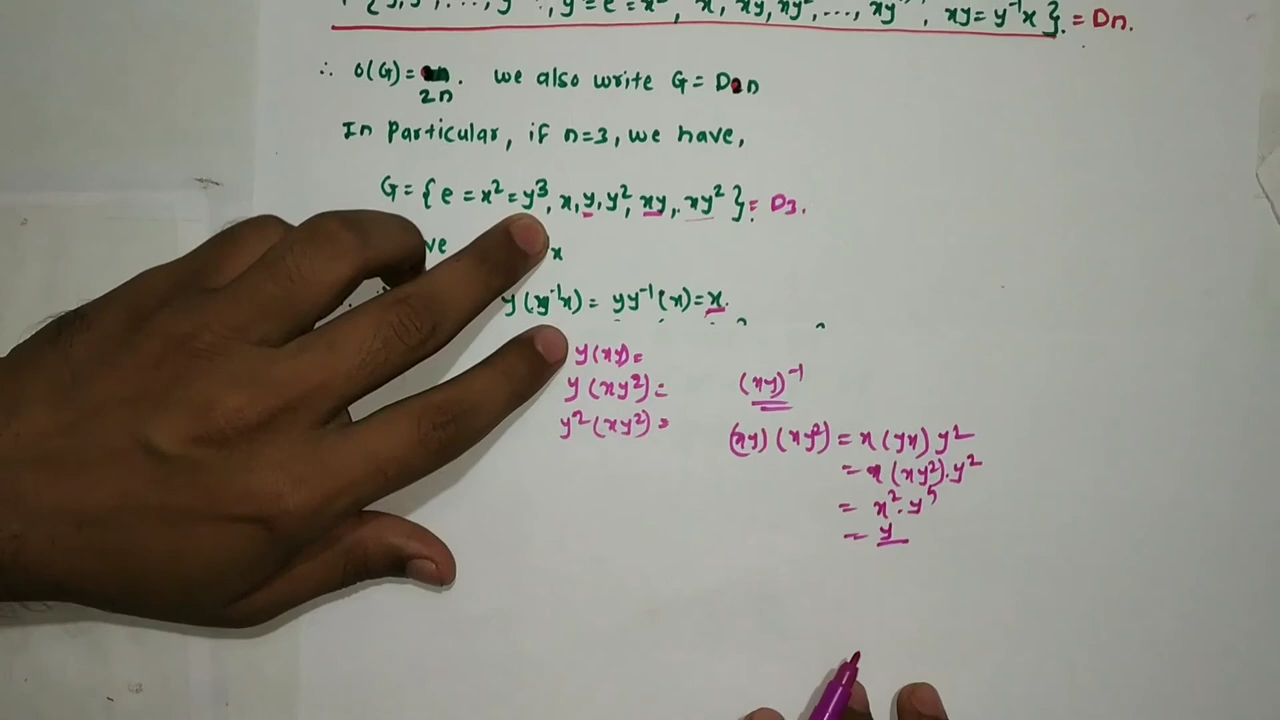 y = e = x², x, xy, xy², ..., xy , xy = y⁻¹x }. = Dn.
∴ o(G) = 2n. we also write G = D2n
In Particular, if n=3, we have,
G = { e = x² = y³, x, y, y², xy, xy² }. = D3.
x
y(y⁻¹x) = yy⁻¹(x) = x.
y(xy) =
y(xy²) =
y²(xy²) =
(xy)⁻¹
(xy)(xy²) = x(yx)y²
= x(xy²).y²
= x².y⁵
= y